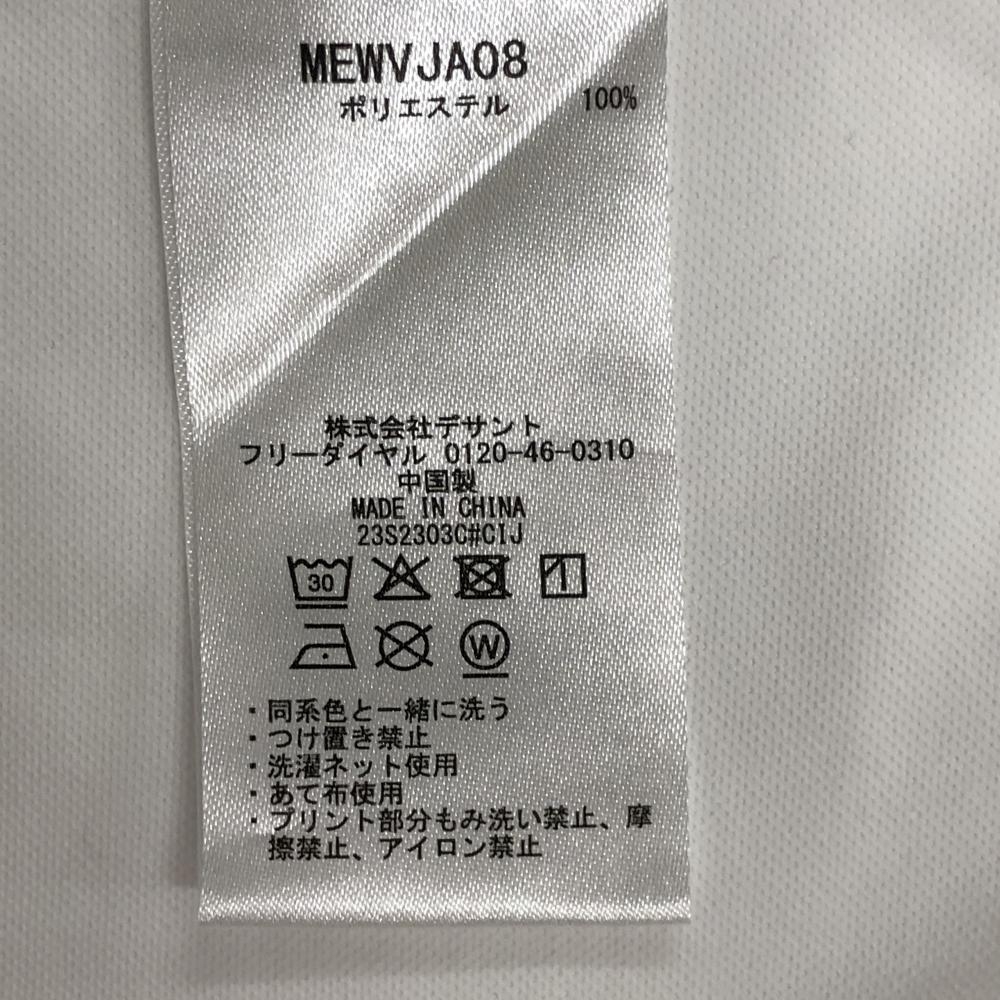 MEWVJA08
ポリエステル 100%
株式会社デサント
フリーダイヤル 0120-46-0310
中国製
MADE IN CHINA
23S2303C#CIJ
30
W
・同系色と一緒に洗う
・つけ置き禁止
・洗濯ネット使用
・あて布使用
・プリント部分もみ洗い禁止、摩
擦禁止、アイロン禁止